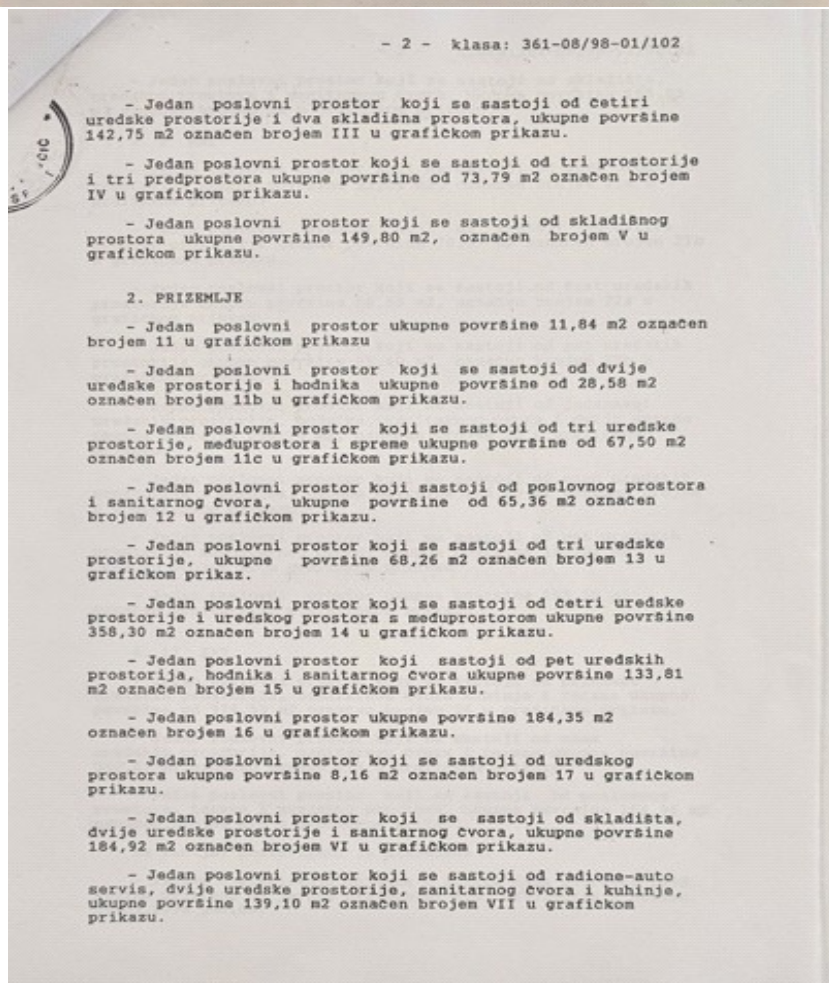 - 2 - klasa: 361-08/98-01/102
- Jedan poslovni prostor koji se sastoji od četiri
uredske prostorije i dva skladišna prostora, ukupne površine
142,75 m2 označen brojem III u grafičkom prikazu.
- Jedan poslovni prostor koji se sastoji od tri prostorije
i tri predprostora ukupne površine od 73,79 m2 označen brojem
IV u grafičkom prikazu.
- Jedan poslovni prostor koji se sastoji od skladišnog
prostora ukupne površine 149,80 m2, označen brojem V u
grafičkom prikazu.
2. PRIZEMLJE
- Jedan poslovni prostor ukupne površine 11,84 m2 označen
brojem 11 u grafičkom prikazu
- Jedan poslovni prostor koji se sastoji od dvije
uredske prostorije i hodnika ukupne površine od 28,58 m2
označen brojem 11b u grafičkom prikazu.
- Jedan poslovni prostor koji se sastoji od tri uredske
prostorije, međuprostora i spreme ukupne površine od 67,50 m2
označen brojem 11c u grafičkom prikazu.
- Jedan poslovni prostor koji sastoji od poslovnog prostora
i sanitarnog čvora, ukupne površine od 65,36 m2 označen
brojem 12 u grafičkom prikazu.
- Jedan poslovni prostor koji se sastoji od tri uredske
prostorije, ukupne površine 68,26 m2 označen brojem 13 u
grafičkom prikaz.
- Jedan poslovni prostor koji se sastoji od četri uredske
prostorije i uredskog prostora s međuprostorom ukupne površine
358,30 m2 označen brojem 14 u grafičkom prikazu.
- Jedan poslovni prostor koji sastoji od pet uredskih
prostorija, hodnika i sanitarnog čvora ukupne površine 133,81
m2 označen brojem 15 u grafičkom prikazu.
- Jedan poslovni prostor ukupne površine 184,35 m2
označen brojem 16 u grafičkom prikazu.
- Jedan poslovni prostor koji se sastoji od uredskog
prostora ukupne površine 8,16 m2 označen brojem 17 u grafičkom
prikazu.
- Jedan poslovni prostor koji se sastoji od skladišta,
dvije uredske prostorije i sanitarnog čvora, ukupne površine
184,92 m2 označen brojem VI u grafičkom prikazu.
- Jedan poslovni prostor koji se sastoji od radione-auto
servis, dvije uredske prostorije, sanitarnog čvora i kuhinje,
ukupne površine 139,10 m2 označen brojem VII u grafičkom
prikazu.